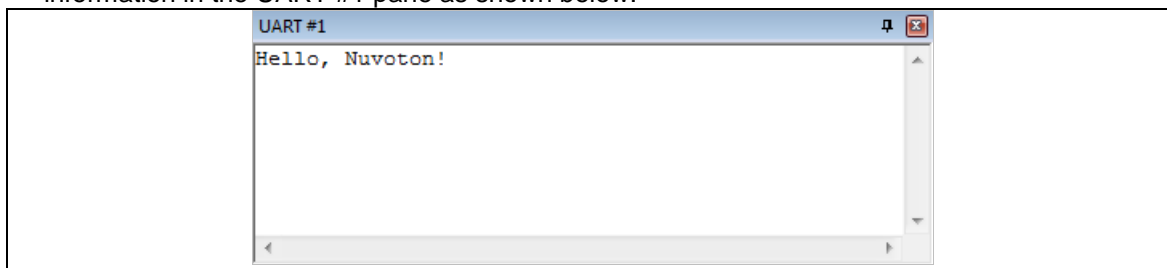 information in the UART #1 pane as shown below.
UART #1
Hello, Nuvoton!